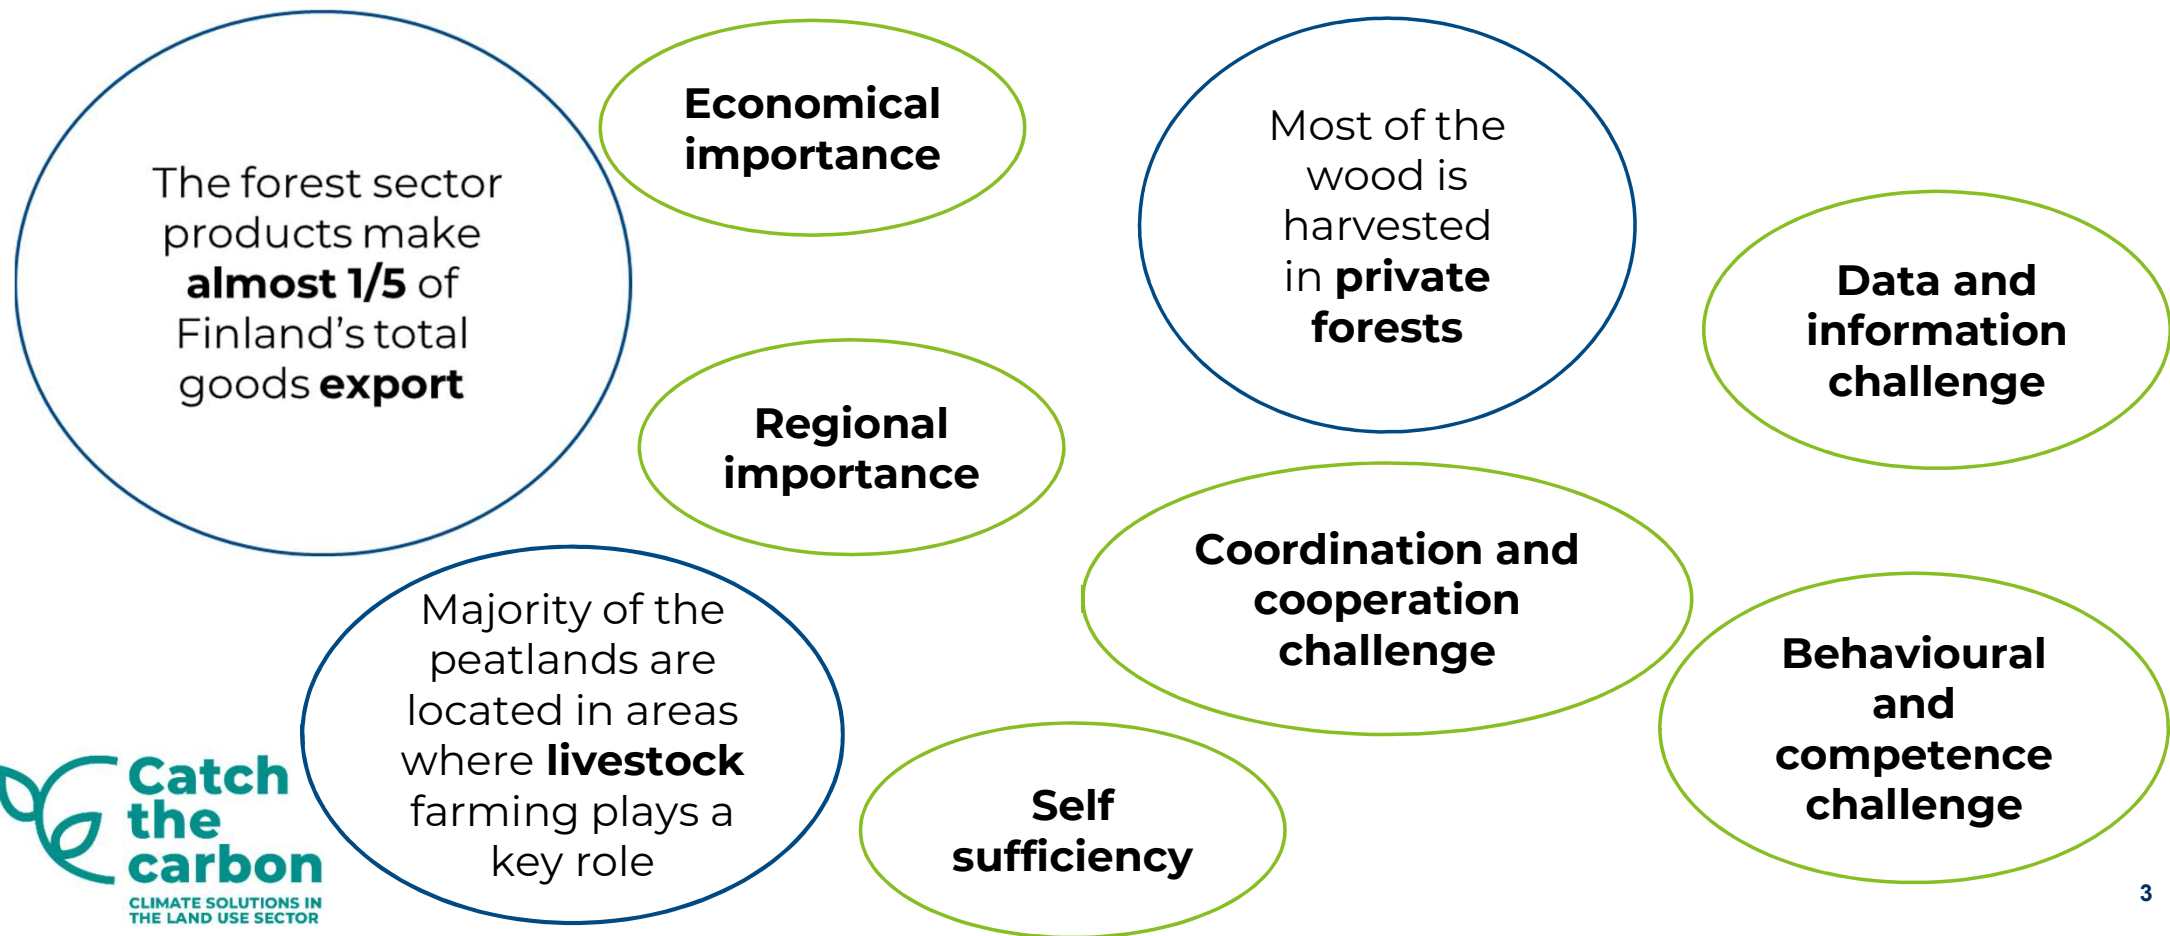 The forest sector
products make
almost 1/5 of
Finland's total
goods export
Economical
importance
Most of the
wood is
harvested
in private
forests
Data and
information
challenge
Regional
importance
Coordination and
cooperation
challenge
Majority of the
peatlands are
located in areas
where livestock
farming plays a
key role
Behavioural
and
competence
challenge
Self
sufficiency
Catch
the
carbon
CLIMATE SOLUTIONS IN
THE LAND USE SECTOR
3